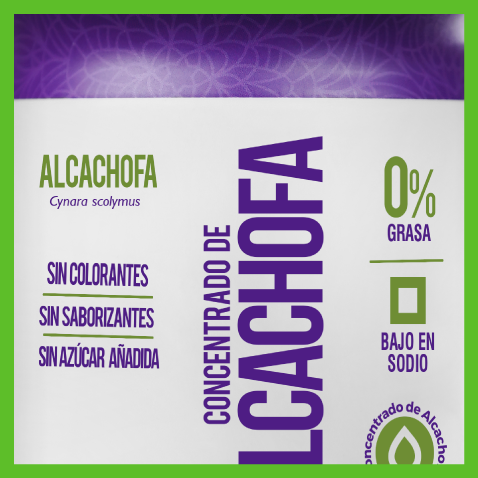 ALCACHOFA
Cynara scolymus
SIN COLORANTES
SIN SABORIZANTES
SIN AZÚCAR AÑADIDA
CONCENTRADO DE
LCACHOFA
0%
GRASA
BAJO EN
SODIO
oncentrado de Alcacho